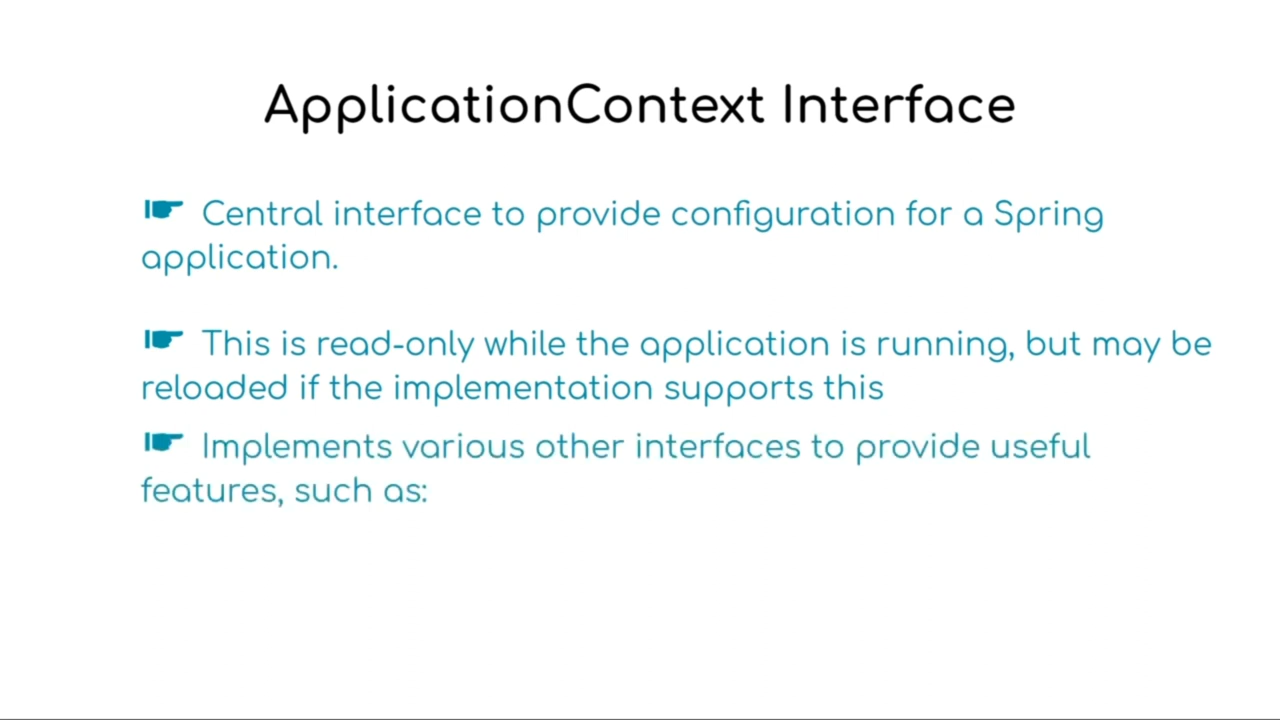 ApplicationContext Interface
☛ Central interface to provide configuration for a Spring
application.
☛ This is read-only while the application is running, but may be
reloaded if the implementation supports this
☛ Implements various other interfaces to provide useful
features, such as: